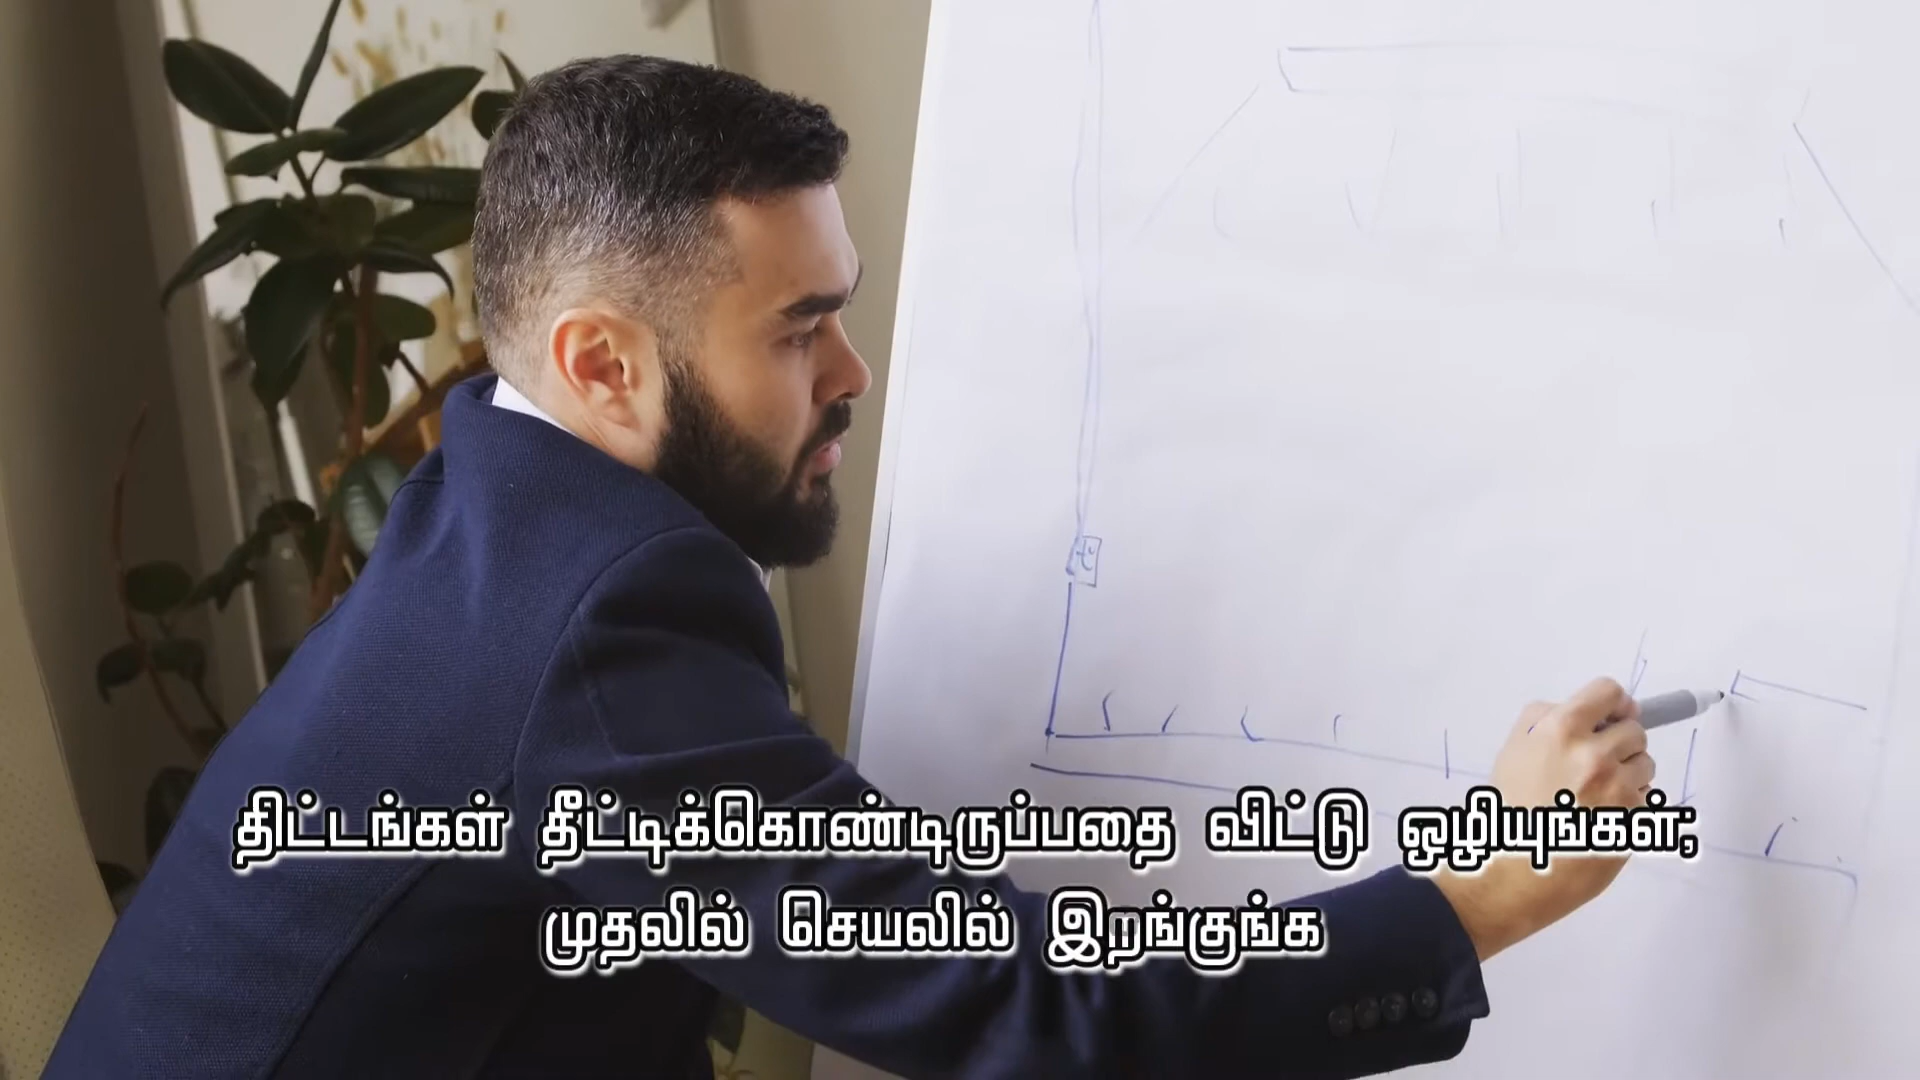 திட்டங்கள் தீட்டிக்கொண்டிருப்பதை விட்டு ஒழியுங்கள்;
முதலில் செயலில் இறங்குங்க